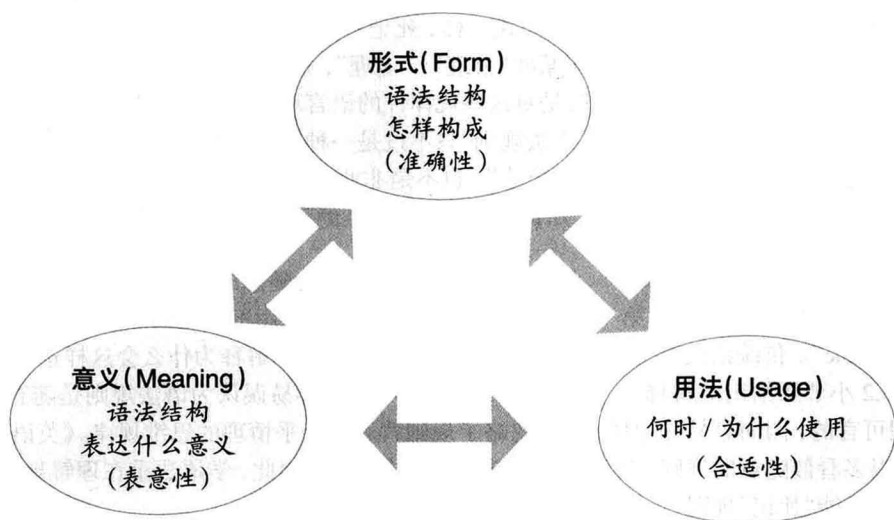 形式(Form)
语法结构
怎样构成
(准确性)
意义(Meaning)
语法结构
表达什么意义
(表意性)
用法(Usage)
何时/为什么使用
(合适性)